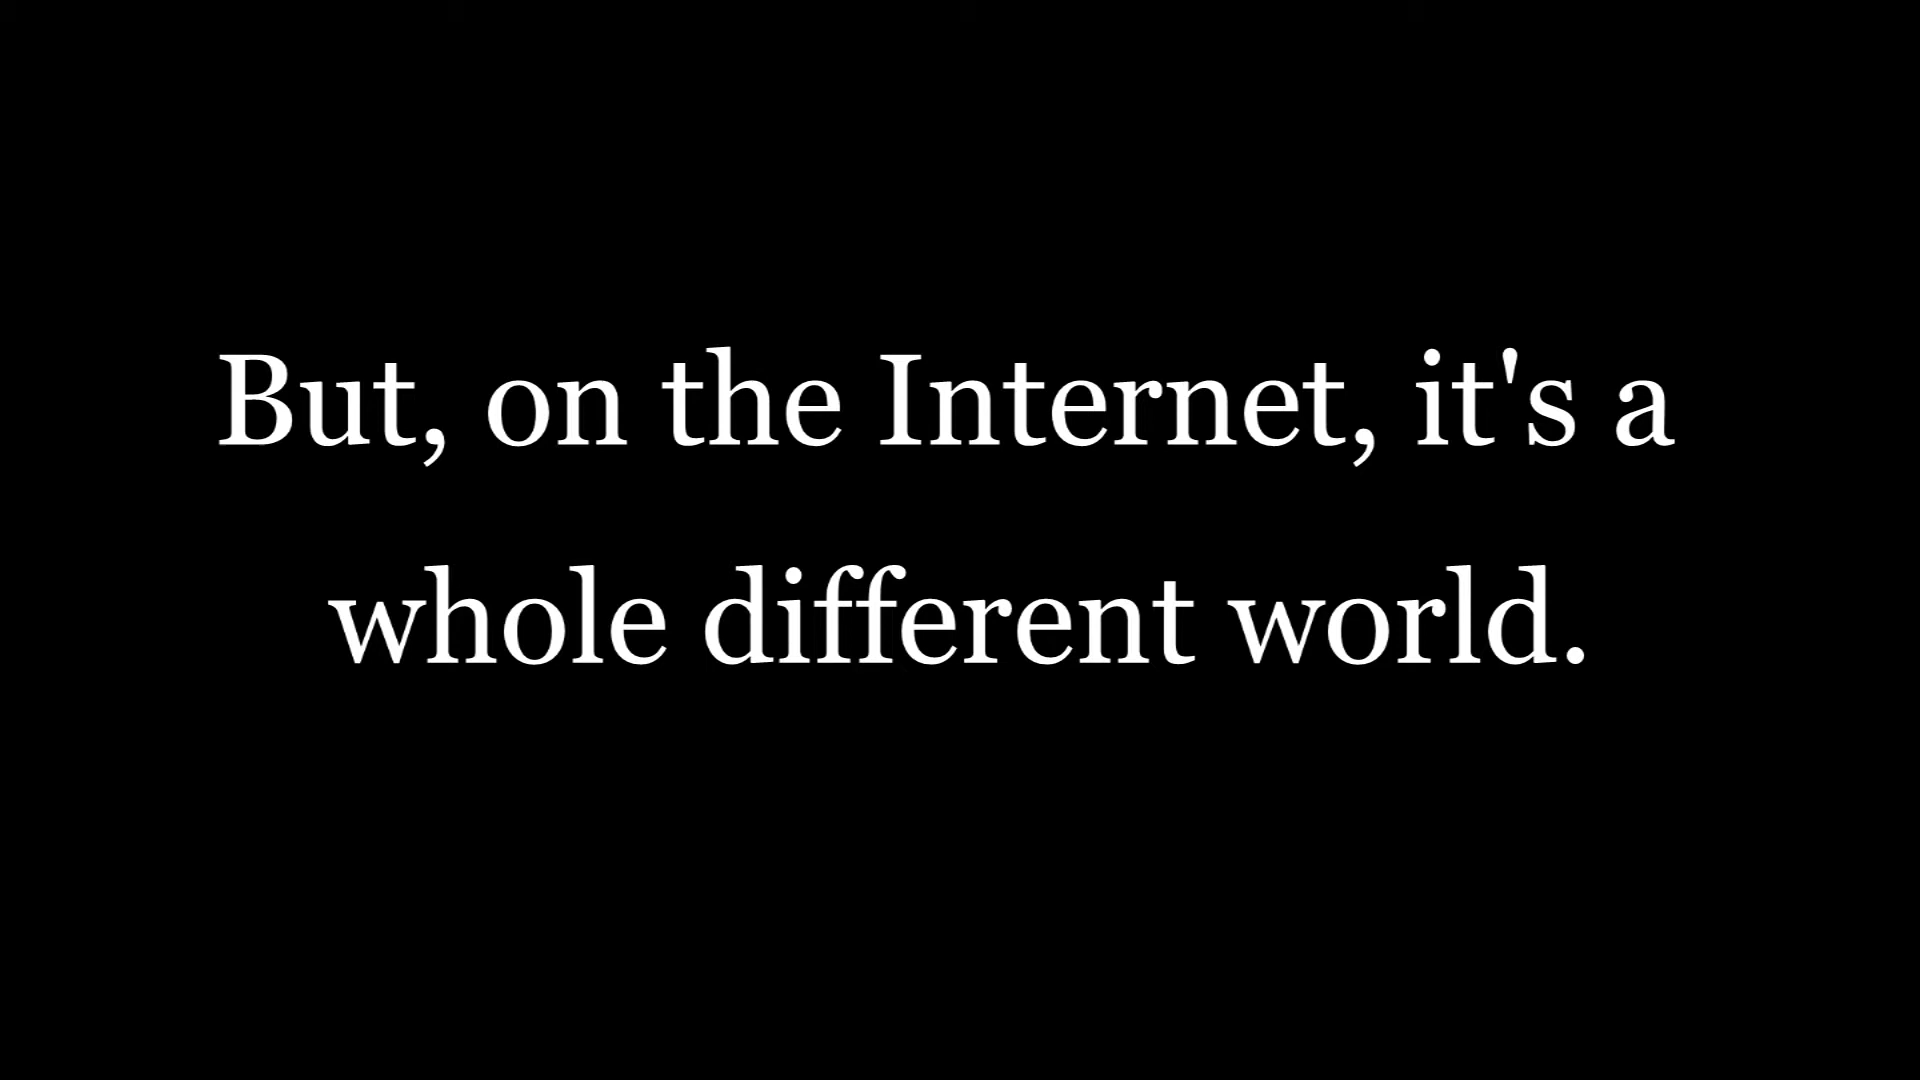 But, on the Internet, it's a
whole different world.